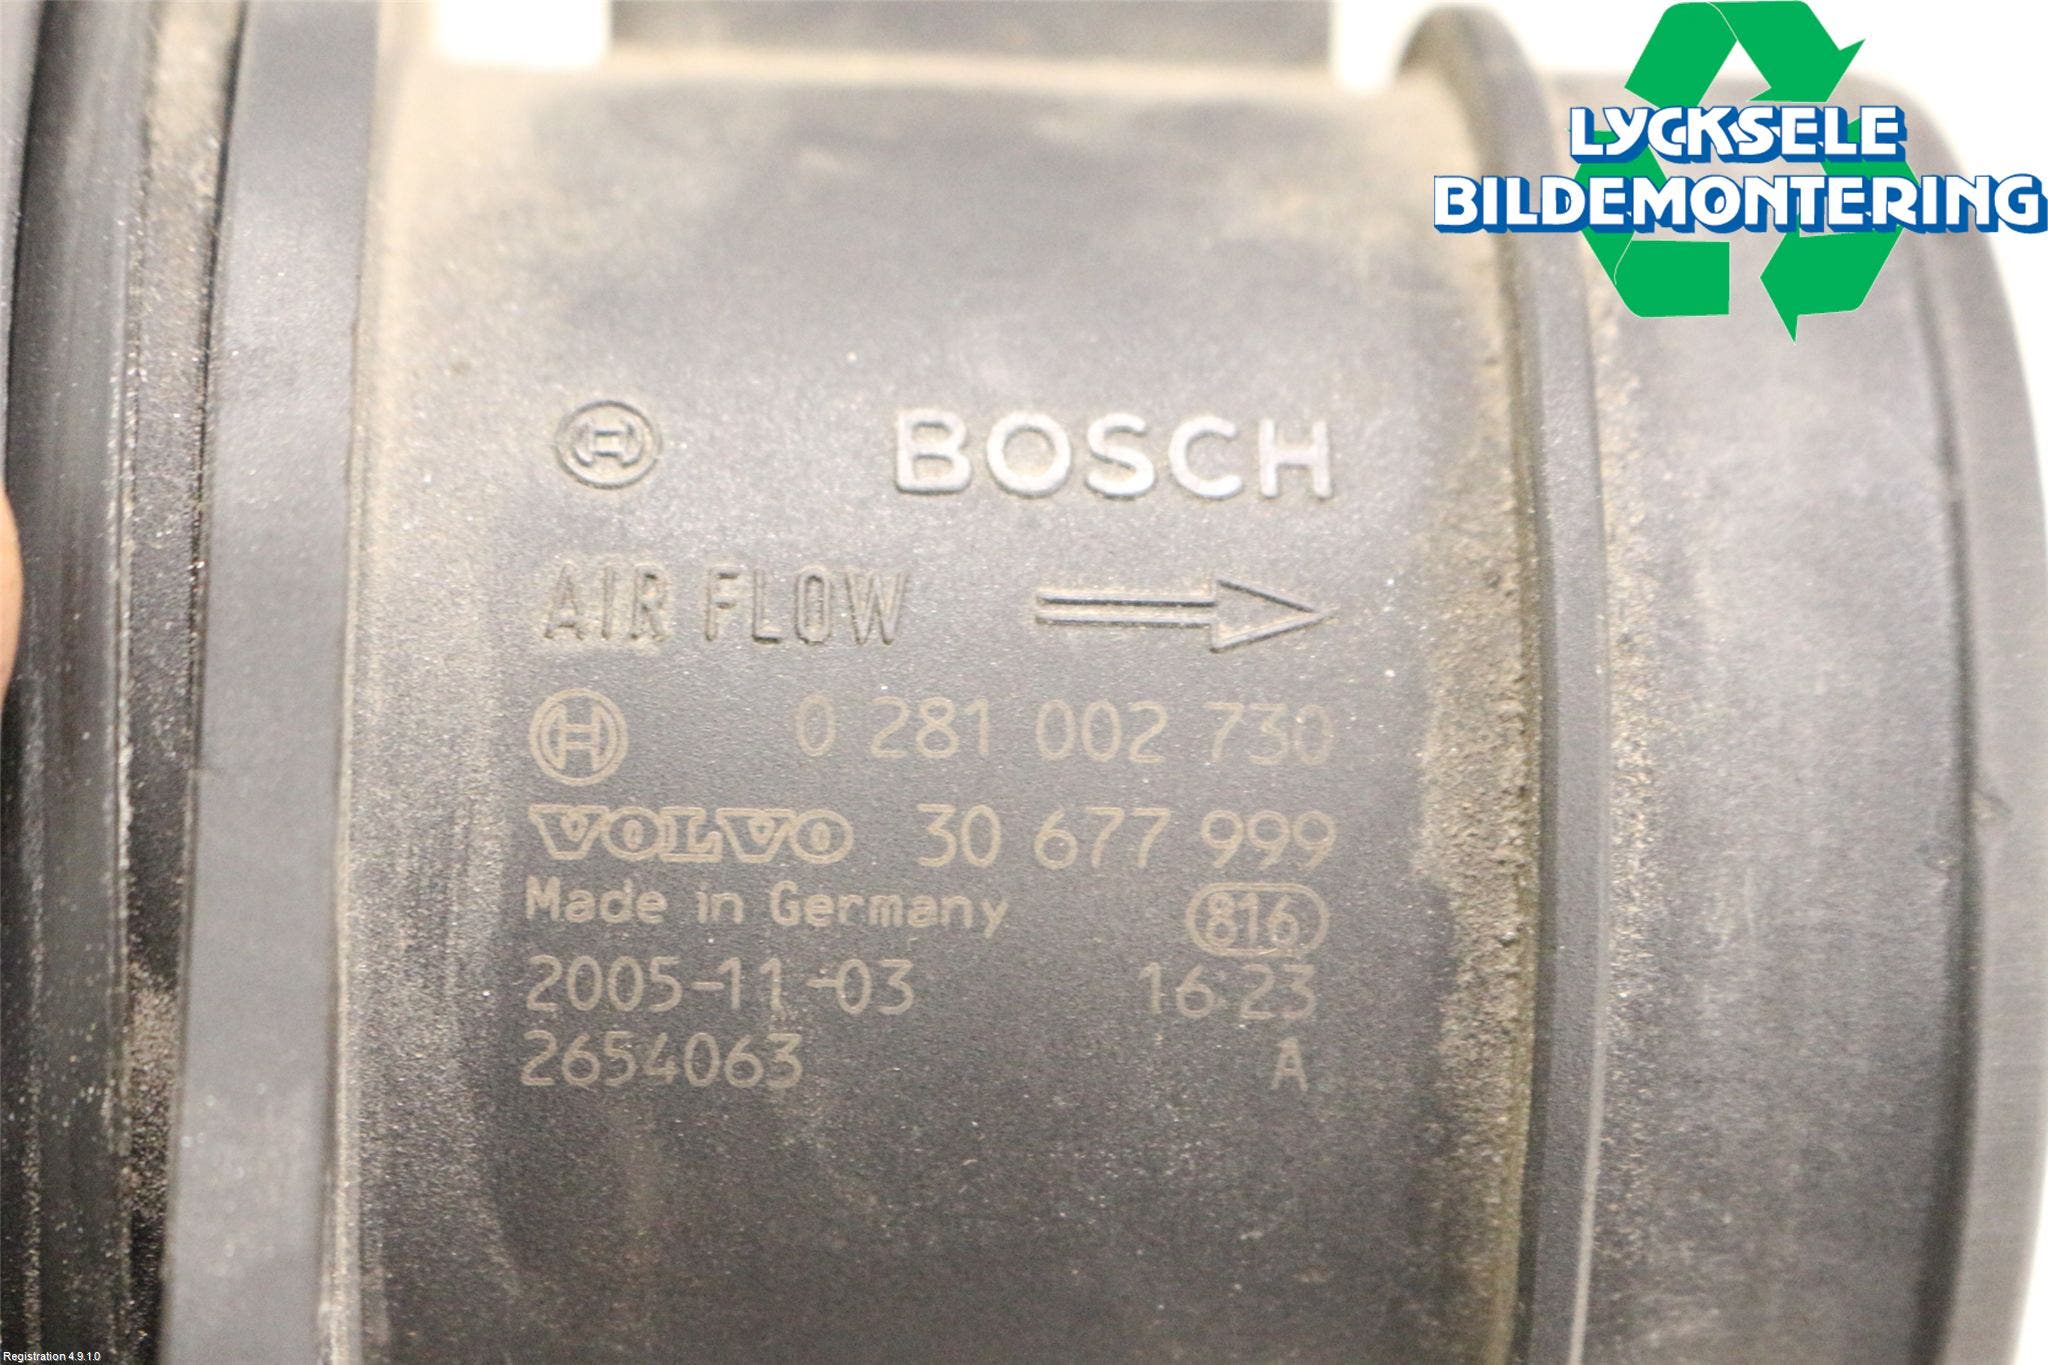 LYCKSELE
BILDEMONTERING
BOSCH
AIR FLOW
0 281 002 730
VOLVO 30 677 999
Made in Germany 816
2005-11-03 16:23
2654063 A
Registration 4.9.1.0